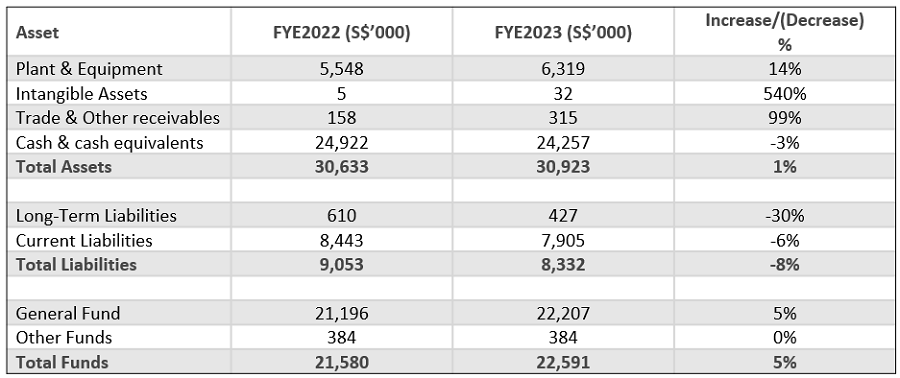 Asset FYE2022 (S$’000) FYE2023 (S$’000) Increase/(Decrease) %
Plant & Equipment 5,548 6,319 14%
Intangible Assets 5 32 540%
Trade & Other receivables 158 315 99%
Cash & cash equivalents 24,922 24,257 -3%
Total Assets 30,633 30,923 1%
Long-Term Liabilities 610 427 -30%
Current Liabilities 8,443 7,905 -6%
Total Liabilities 9,053 8,332 -8%
General Fund 21,196 22,207 5%
Other Funds 384 384 0%
Total Funds 21,580 22,591 5%